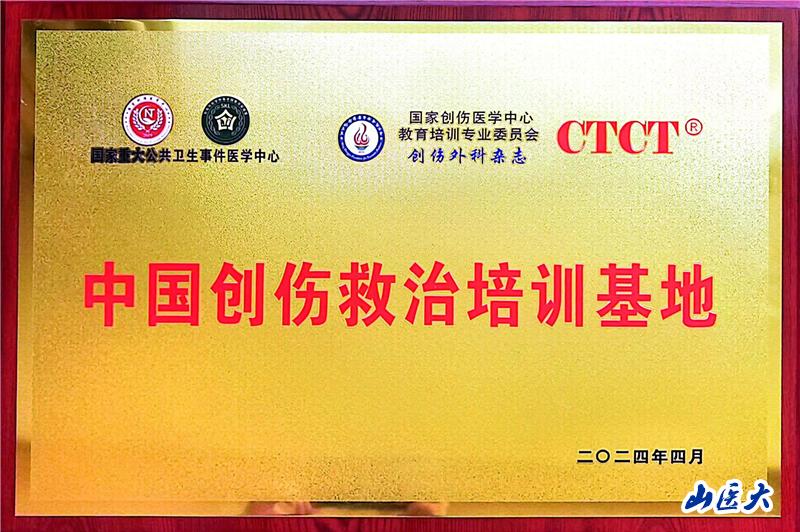 国家重大公共卫生事件医学中心
SKL
国家创伤医学中心
教育培训专业委员会
创伤外科杂志
CTCT®
中国创伤救治培训基地
二〇二四年四月
山医大